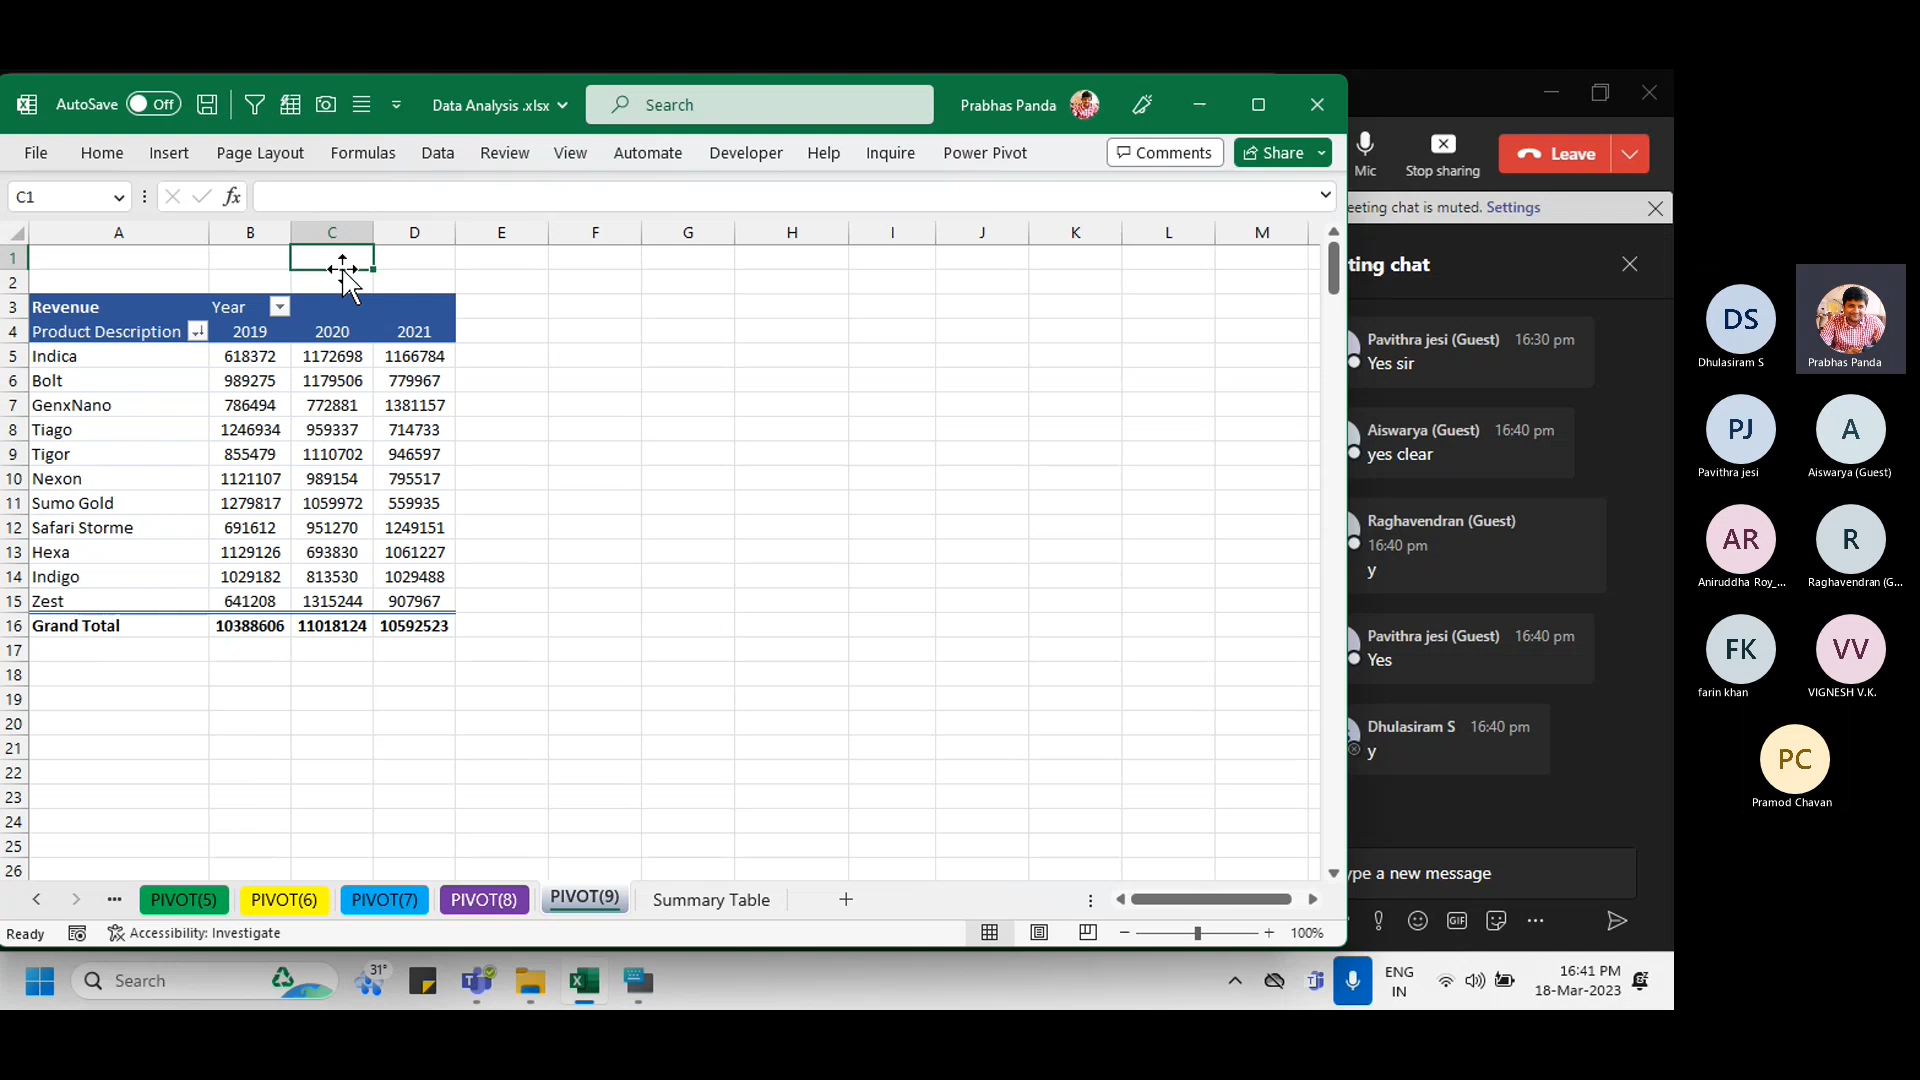 AutoSave Off Data Analysis .xlsx Search Prabhas Panda
File Home Insert Page Layout Formulas Data Review View Automate Developer Help Inquire Power Pivot Comments Share
C1 fx
A B C D E F G H I J K L M
1
2
3 Revenue Year
4 Product Description 2019 2020 2021
5 Indica 618372 1172698 1166784
6 Bolt 989275 1179506 779967
7 GenxNano 786494 772881 1381157
8 Tiago 1246934 959337 714733
9 Tigor 855479 1110702 946597
10 Nexon 1121107 989154 795517
11 Sumo Gold 1279817 1059972 559935
12 Safari Storme 691612 951270 1249151
13 Hexa 1129126 693830 1061227
14 Indigo 1029182 813530 1029488
15 Zest 641208 1315244 907967
16 Grand Total 10388606 11018124 10592523
17
18
19
20
21
22
23
24
25
26
PIVOT(5) PIVOT(6) PIVOT(7) PIVOT(8) PIVOT(9) Summary Table
Ready Accessibility: Investigate 100%
Mic Stop sharing Leave
eeting chat is muted. Settings
ting chat
Pavithra jesi (Guest) 16:30 pm
Yes sir
Aiswarya (Guest) 16:40 pm
yes clear
Raghavendran (Guest)
16:40 pm
y
Pavithra jesi (Guest) 16:40 pm
Yes
Dhulasiram S 16:40 pm
y
ype a new message
GIF
DS
Dhulasiram S Prabhas Panda
PJ A
Pavithra jesi Aiswarya (Guest)
AR R
Aniruddha Roy_... Raghavendran (G...
FK VV
farin khan VIGNESH V.K.
PC
Pramod Chavan
Search 31° ENG
IN
16:41 PM
18-Mar-2023